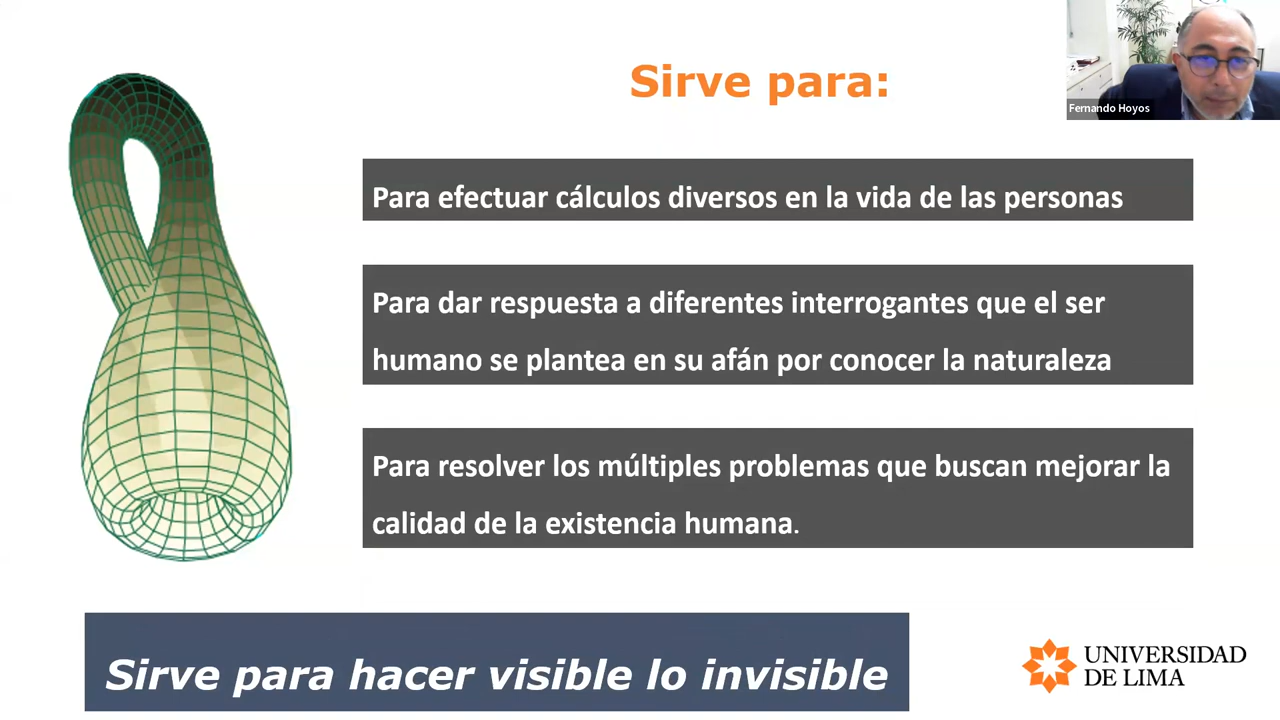 Sirve para:
Fernando Hoyos
Para efectuar cálculos diversos en la vida de las personas
Para dar respuesta a diferentes interrogantes que el ser
humano se plantea en su afán por conocer la naturaleza
Para resolver los múltiples problemas que buscan mejorar la
calidad de la existencia humana.
Sirve para hacer visible lo invisible
UNIVERSIDAD
DE LIMA